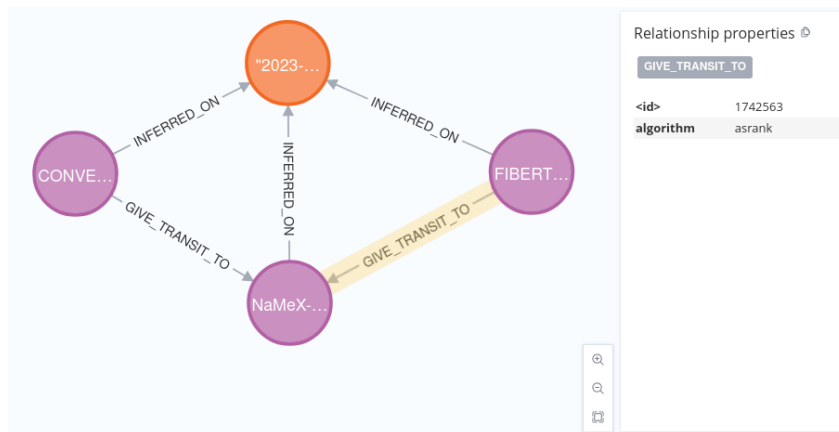 "2023-...
INFERRED_ON
INFERRED_ON
INFERRED_ON
CONVE...
FIBERT...
GIVE_TRANSIT_TO
GIVE_TRANSIT_TO
NaMeX-...
Relationship properties
GIVE_TRANSIT_TO
<id> 1742563
algorithm asrank